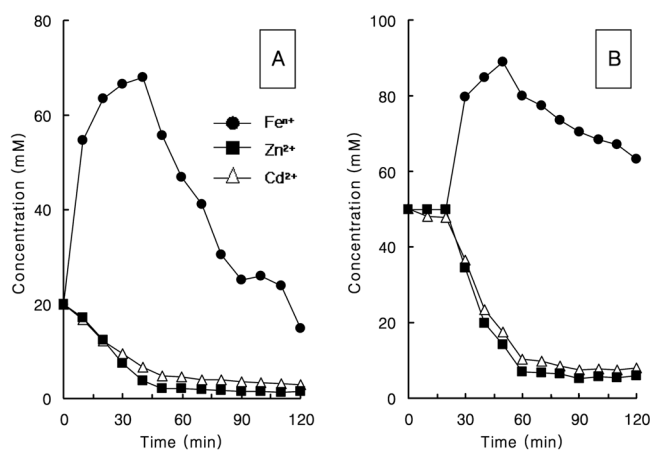 80
60
40
20
0
Concentration (mM)
A
Feⁿ⁺
Zn²⁺
Cd²⁺
0 30 60 90 120
Time (min)
100
80
60
40
20
0
Concentration (mM)
B
0 30 60 90 120
Time (min)